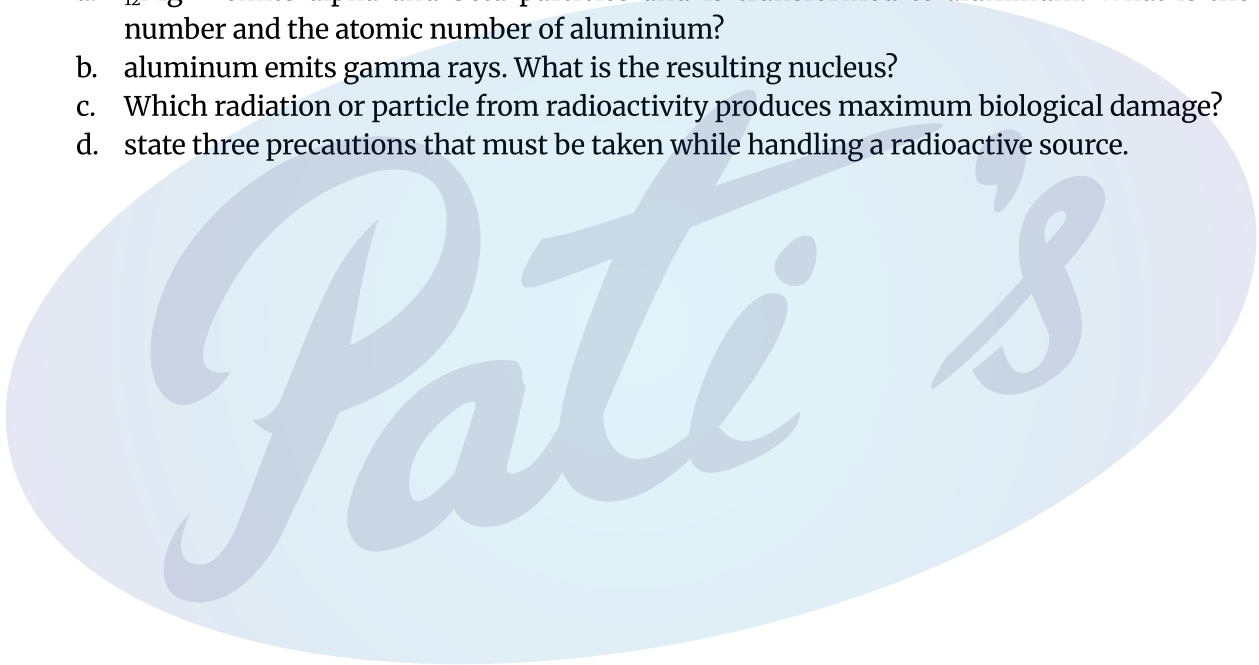 number and the atomic number of aluminium?
b. aluminum emits gamma rays. What is the resulting nucleus?
c. Which radiation or particle from radioactivity produces maximum biological damage?
d. state three precautions that must be taken while handling a radioactive source.
Pati's